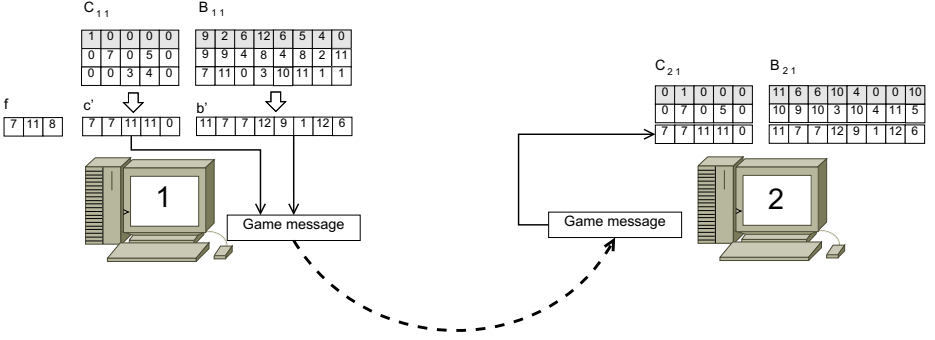 C 1 1
B 1 1
1 0 0 0 0
9 2 6 12 6 5 4 0
0 7 0 5 0
9 9 4 8 4 8 2 11
0 0 3 4 0
7 11 0 3 10 11 1 1
f
c'
b'
7 11 8
7 7 11 11 0
11 7 7 12 9 1 12 6
1
Game message
C 2 1
B 2 1
0 1 0 0 0
11 6 6 10 4 0 0 10
0 7 0 5 0
10 9 10 3 10 4 11 5
7 7 11 11 0
11 7 7 12 9 1 12 6
2
Game message